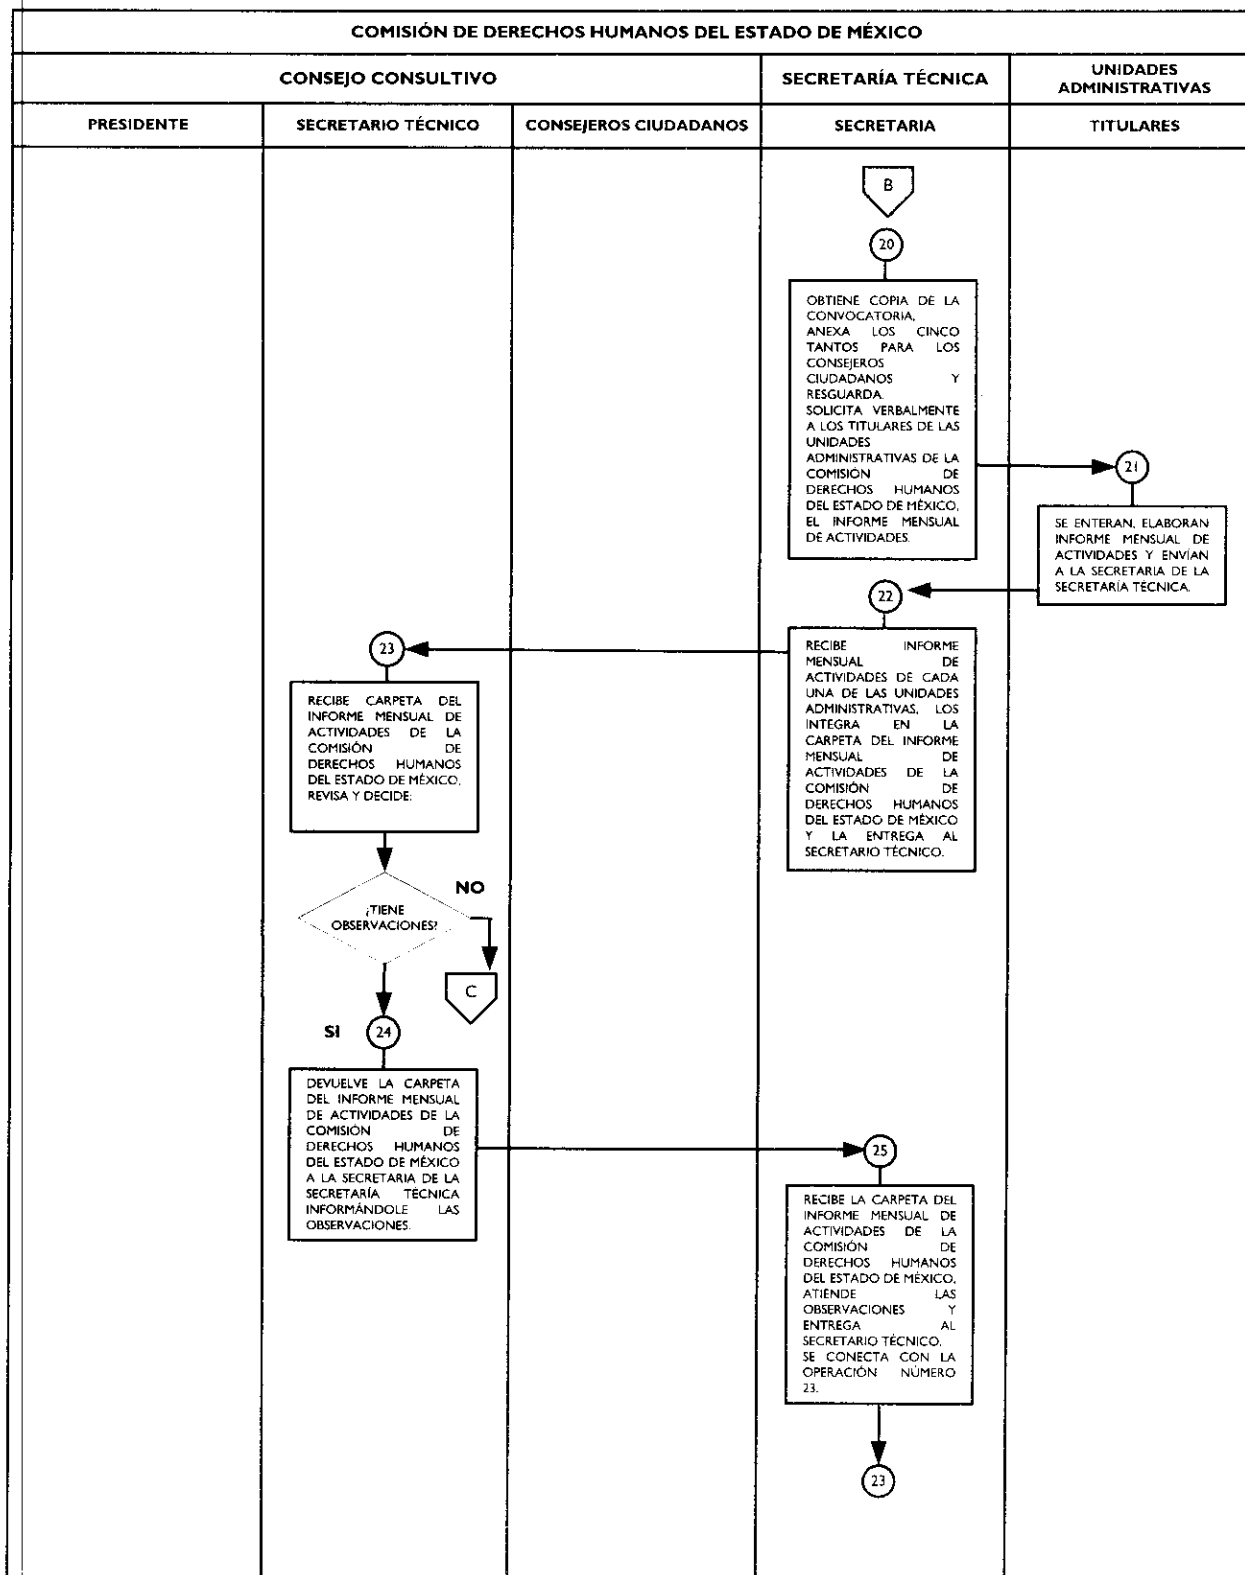 COMISIÓN DE DERECHOS HUMANOS DEL ESTADO DE MÉXICO
CONSEJO CONSULTIVO
SECRETARÍA TÉCNICA
UNIDADES
ADMINISTRATIVAS
PRESIDENTE
SECRETARIO TÉCNICO
CONSEJEROS CIUDADANOS
SECRETARIA
TITULARES
B
20
OBTIENE COPIA DE LA
CONVOCATORIA,
ANEXA LOS CINCO
TANTOS PARA LOS
CONSEJEROS
CIUDADANOS Y
RESGUARDA.
SOLICITA VERBALMENTE
A LOS TITULARES DE LAS
UNIDADES
ADMINISTRATIVAS DE LA
COMISIÓN DE
DERECHOS HUMANOS
DEL ESTADO DE MÉXICO,
EL INFORME MENSUAL
DE ACTIVIDADES.
21
SE ENTERAN, ELABORAN
INFORME MENSUAL DE
ACTIVIDADES Y ENVÍAN
A LA SECRETARIA DE LA
SECRETARÍA TÉCNICA.
22
RECIBE INFORME
MENSUAL DE
ACTIVIDADES DE CADA
UNA DE LAS UNIDADES
ADMINISTRATIVAS, LOS
INTEGRA EN LA
CARPETA DEL INFORME
MENSUAL DE
ACTIVIDADES DE LA
COMISIÓN DE
DERECHOS HUMANOS
DEL ESTADO DE MÉXICO
Y LA ENTREGA AL
SECRETARIO TÉCNICO.
23
RECIBE CARPETA DEL
INFORME MENSUAL DE
ACTIVIDADES DE LA
COMISIÓN DE
DERECHOS HUMANOS
DEL ESTADO DE MÉXICO,
REVISA Y DECIDE:
¿TIENE
OBSERVACIONES?
NO
C
SI
24
DEVUELVE LA CARPETA
DEL INFORME MENSUAL
DE ACTIVIDADES DE LA
COMISIÓN DE
DERECHOS HUMANOS
DEL ESTADO DE MÉXICO
A LA SECRETARIA DE LA
SECRETARÍA TÉCNICA
INFORMÁNDOLE LAS
OBSERVACIONES.
25
RECIBE LA CARPETA DEL
INFORME MENSUAL DE
ACTIVIDADES DE LA
COMISIÓN DE
DERECHOS HUMANOS
DEL ESTADO DE MÉXICO,
ATIENDE LAS
OBSERVACIONES Y
ENTREGA AL
SECRETARIO TÉCNICO.
SE CONECTA CON LA
OPERACIÓN NÚMERO
23.
23